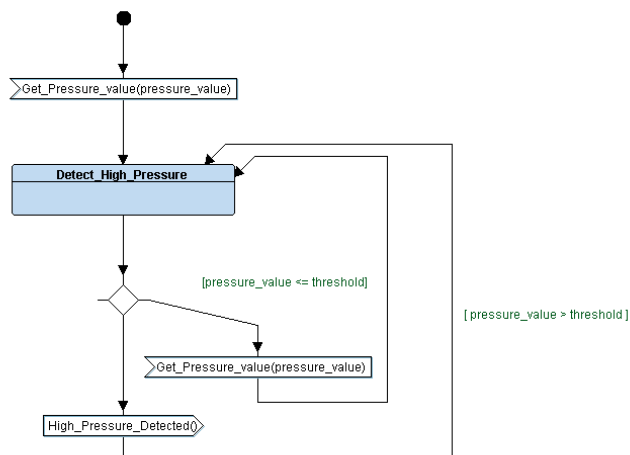 Get_Pressure_value(pressure_value)
Detect_High_Pressure
[pressure_value <= threshold]
[ pressure_value > threshold ]
Get_Pressure_value(pressure_value)
High_Pressure_Detected()